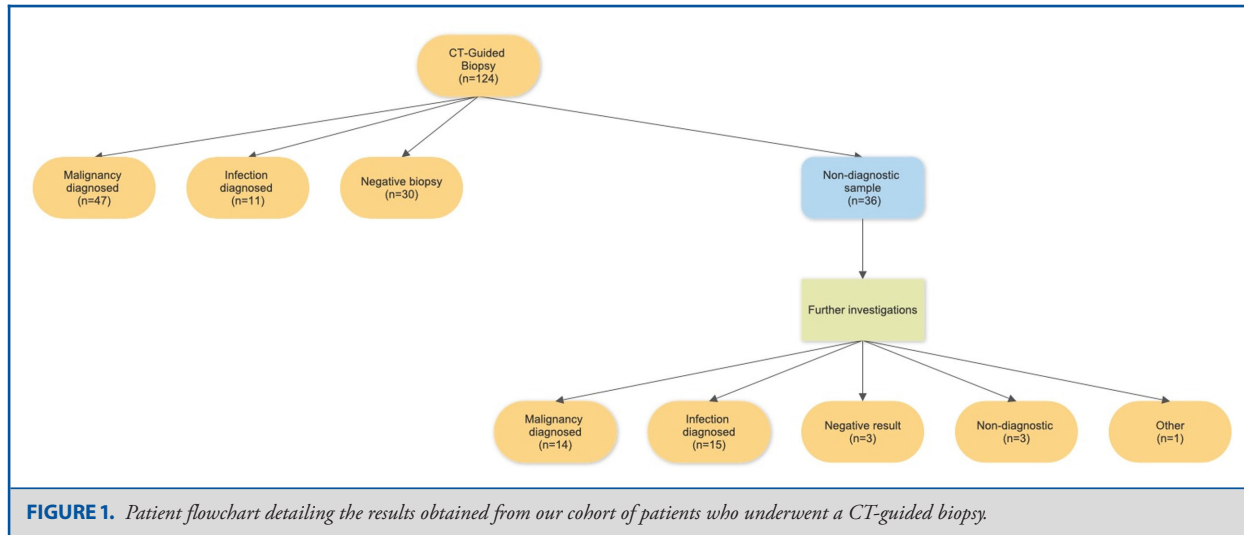 CT-Guided
Biopsy
(n=124)
Malignancy
diagnosed
(n=47)
Infection
diagnosed
(n=11)
Negative biopsy
(n=30)
Non-diagnostic
sample
(n=36)
Further investigations
Malignancy
diagnosed
(n=14)
Infection
diagnosed
(n=15)
Negative result
(n=3)
Non-diagnostic
(n=3)
Other
(n=1)
FIGURE 1. Patient flowchart detailing the results obtained from our cohort of patients who underwent a CT-guided biopsy.